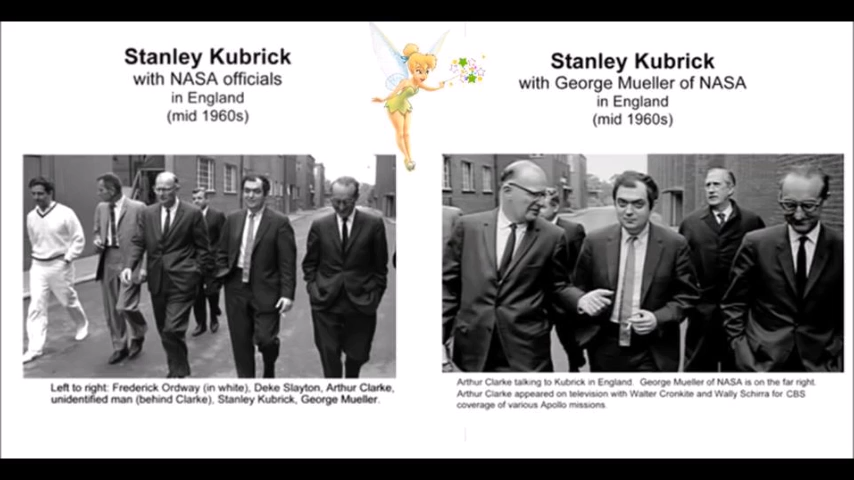 Stanley Kubrick
with NASA officials
in England
(mid 1960s)
Left to right: Frederick Ordway (in white), Deke Slayton, Arthur Clarke,
unidentified man (behind Clarke), Stanley Kubrick, George Mueller.
Stanley Kubrick
with George Mueller of NASA
in England
(mid 1960s)
Arthur Clarke talking to Kubrick in England. George Mueller of NASA is on the far right.
Arthur Clarke appeared on television with Walter Cronkite and Wally Schirra for CBS
coverage of various Apollo missions.